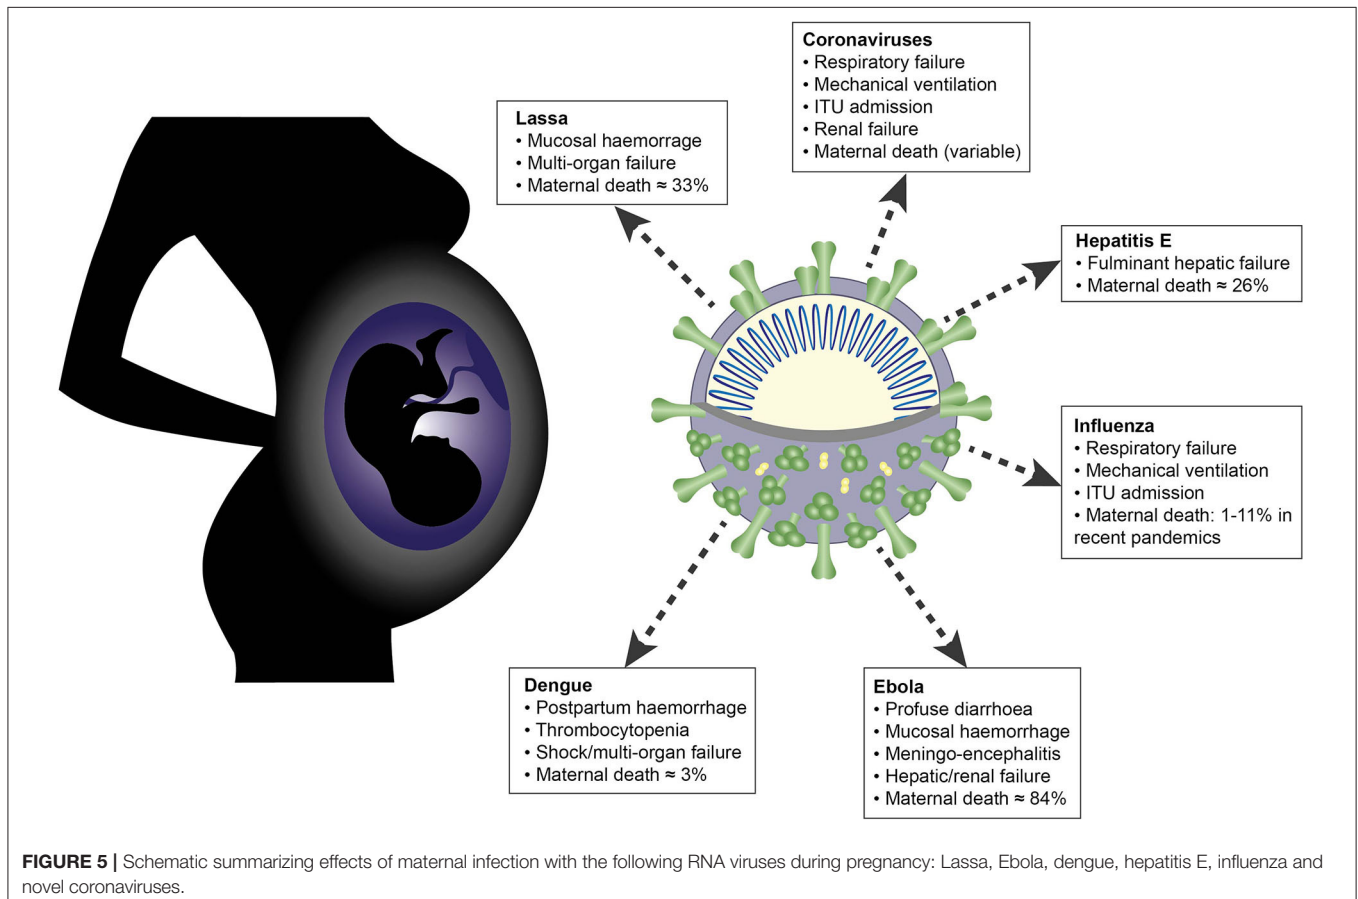 Coronaviruses
• Respiratory failure
• Mechanical ventilation
• ITU admission
• Renal failure
• Maternal death (variable)
Lassa
• Mucosal haemorrage
• Multi-organ failure
• Maternal death ≈ 33%
Hepatitis E
• Fulminant hepatic failure
• Maternal death ≈ 26%
Influenza
• Respiratory failure
• Mechanical ventilation
• ITU admission
• Maternal death: 1-11% in
recent pandemics
Dengue
• Postpartum haemorrhage
• Thrombocytopenia
• Shock/multi-organ failure
• Maternal death ≈ 3%
Ebola
• Profuse diarrhoea
• Mucosal haemorrhage
• Meningo-encephalitis
• Hepatic/renal failure
• Maternal death ≈ 84%
FIGURE 5 | Schematic summarizing effects of maternal infection with the following RNA viruses during pregnancy: Lassa, Ebola, dengue, hepatitis E, influenza and
novel coronaviruses.